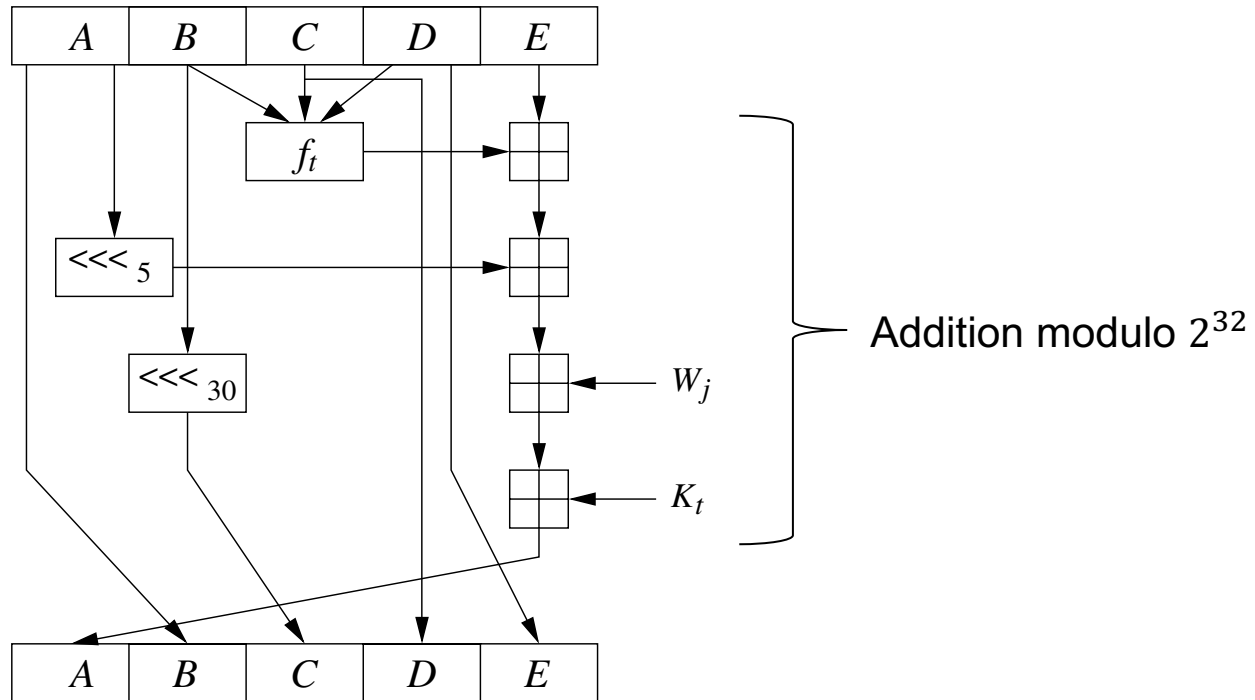 A B C D E
f_t
<<< 5
<<< 30
W_j
Addition modulo 2^32
K_t
A B C D E